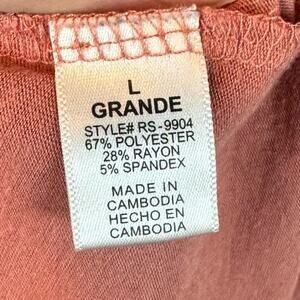 L
GRANDE
STYLE# RS-9904
67% POLYESTER
28% RAYON
5% SPANDEX
MADE IN
CAMBODIA
HECHO EN
CAMBODIA